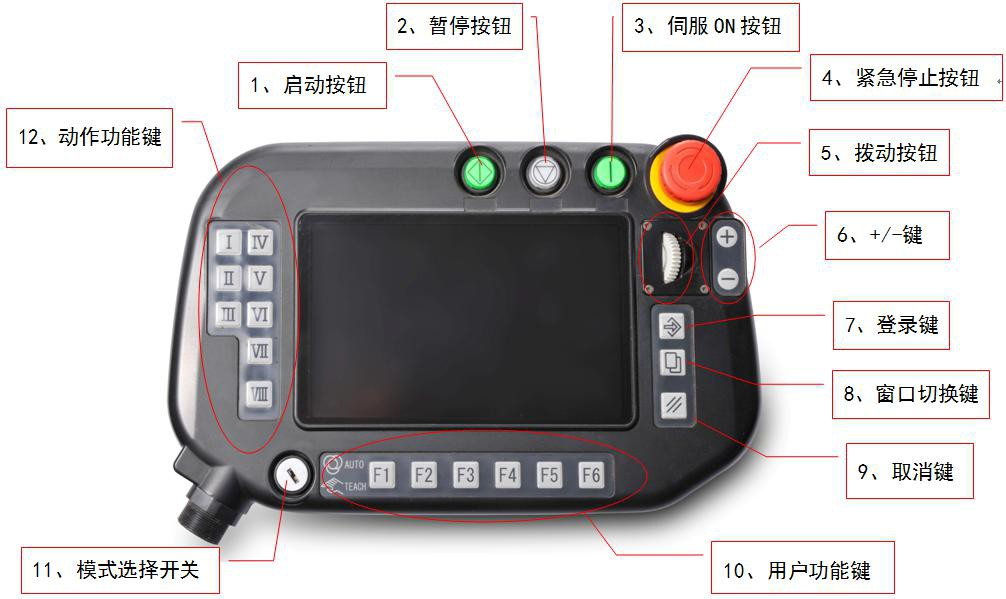 2、暂停按钮
3、伺服ON按钮
1、启动按钮
4、紧急停止按钮
12、动作功能键
5、拨动按钮
6、+/-键
7、登录键
8、窗口切换键
9、取消键
10、用户功能键
11、模式选择开关
I IV
II V
III VI
VII
VIII
+
-
AUTO
TEACH
F1 F2 F3 F4 F5 F6